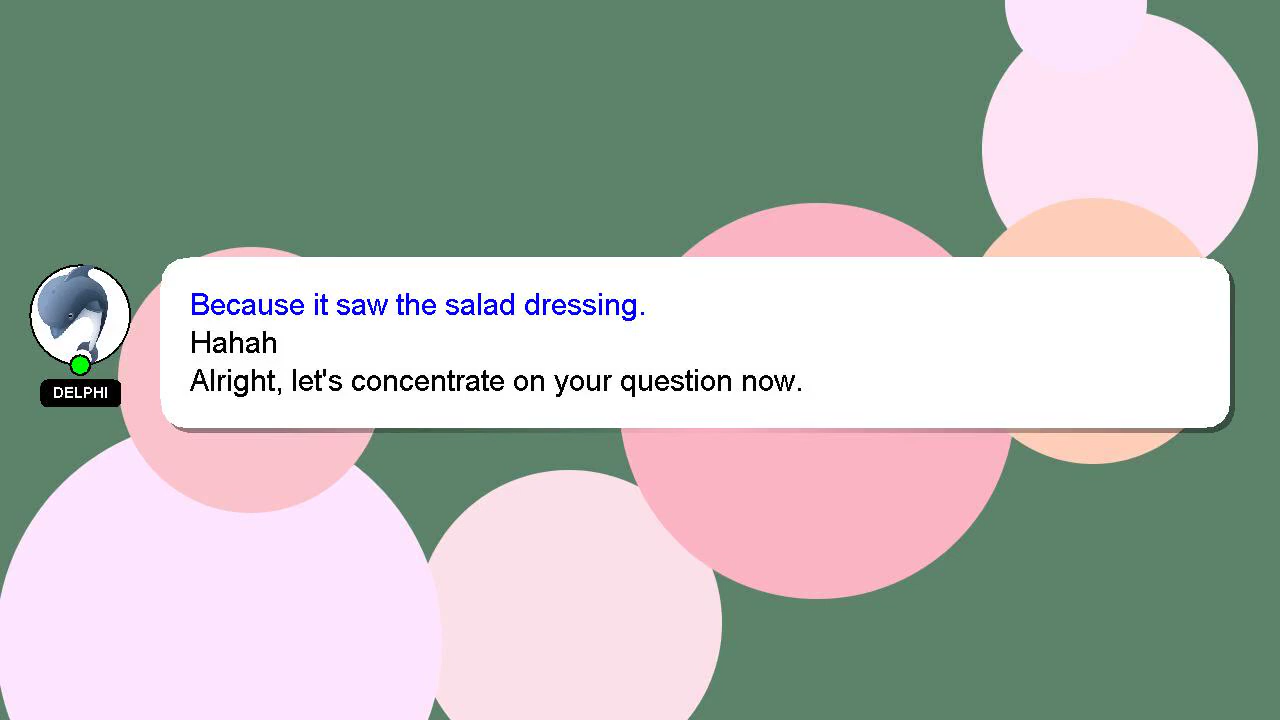 Because it saw the salad dressing.
Hahah
Alright, let's concentrate on your question now.
DELPHI